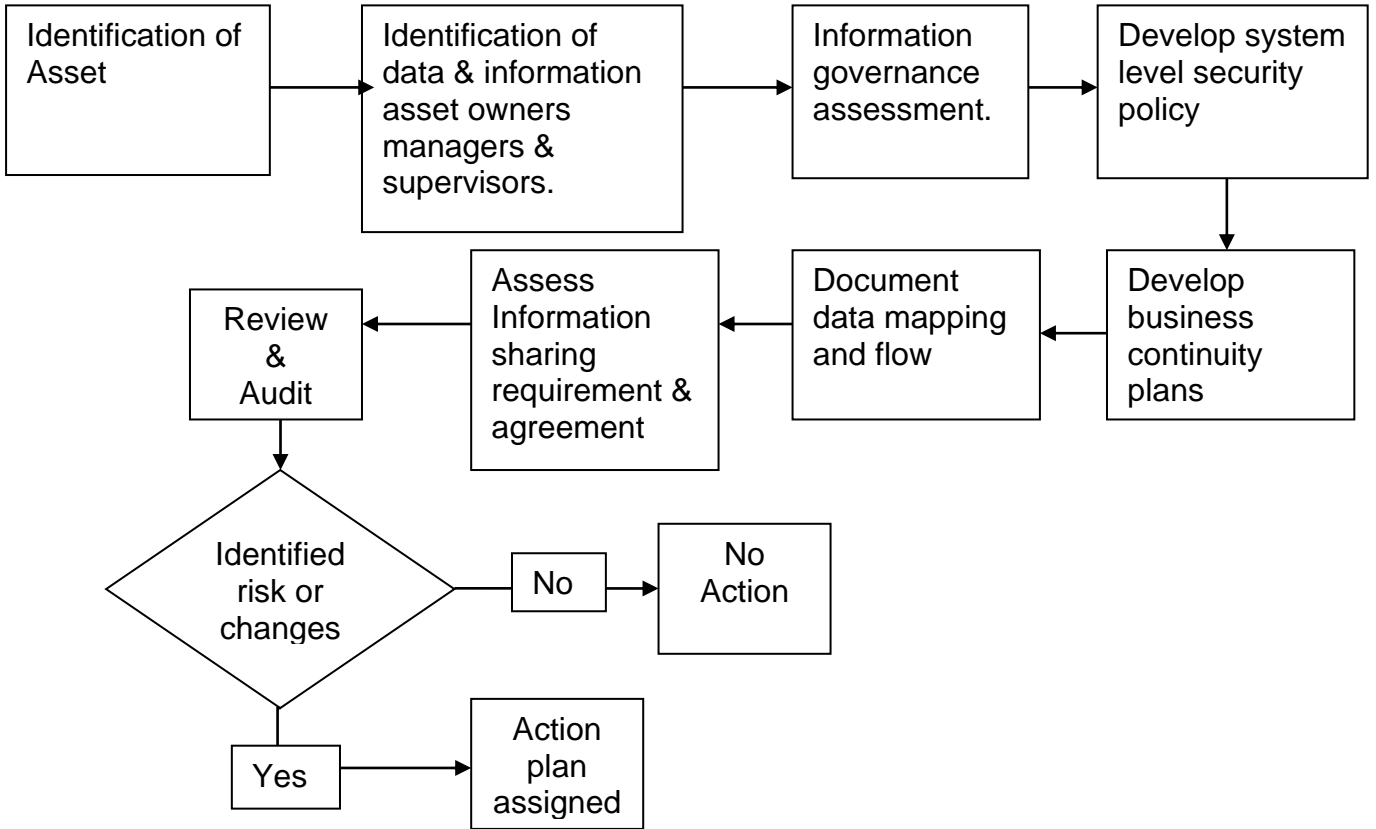 Identification of
Asset
Identification of
data & information
asset owners
managers &
supervisors.
Information
governance
assessment.
Develop system
level security
policy
Develop
business
continuity
plans
Document
data mapping
and flow
Assess
Information
sharing
requirement &
agreement
Review
&
Audit
Identified
risk or
changes
No
No
Action
Yes
Action
plan
assigned